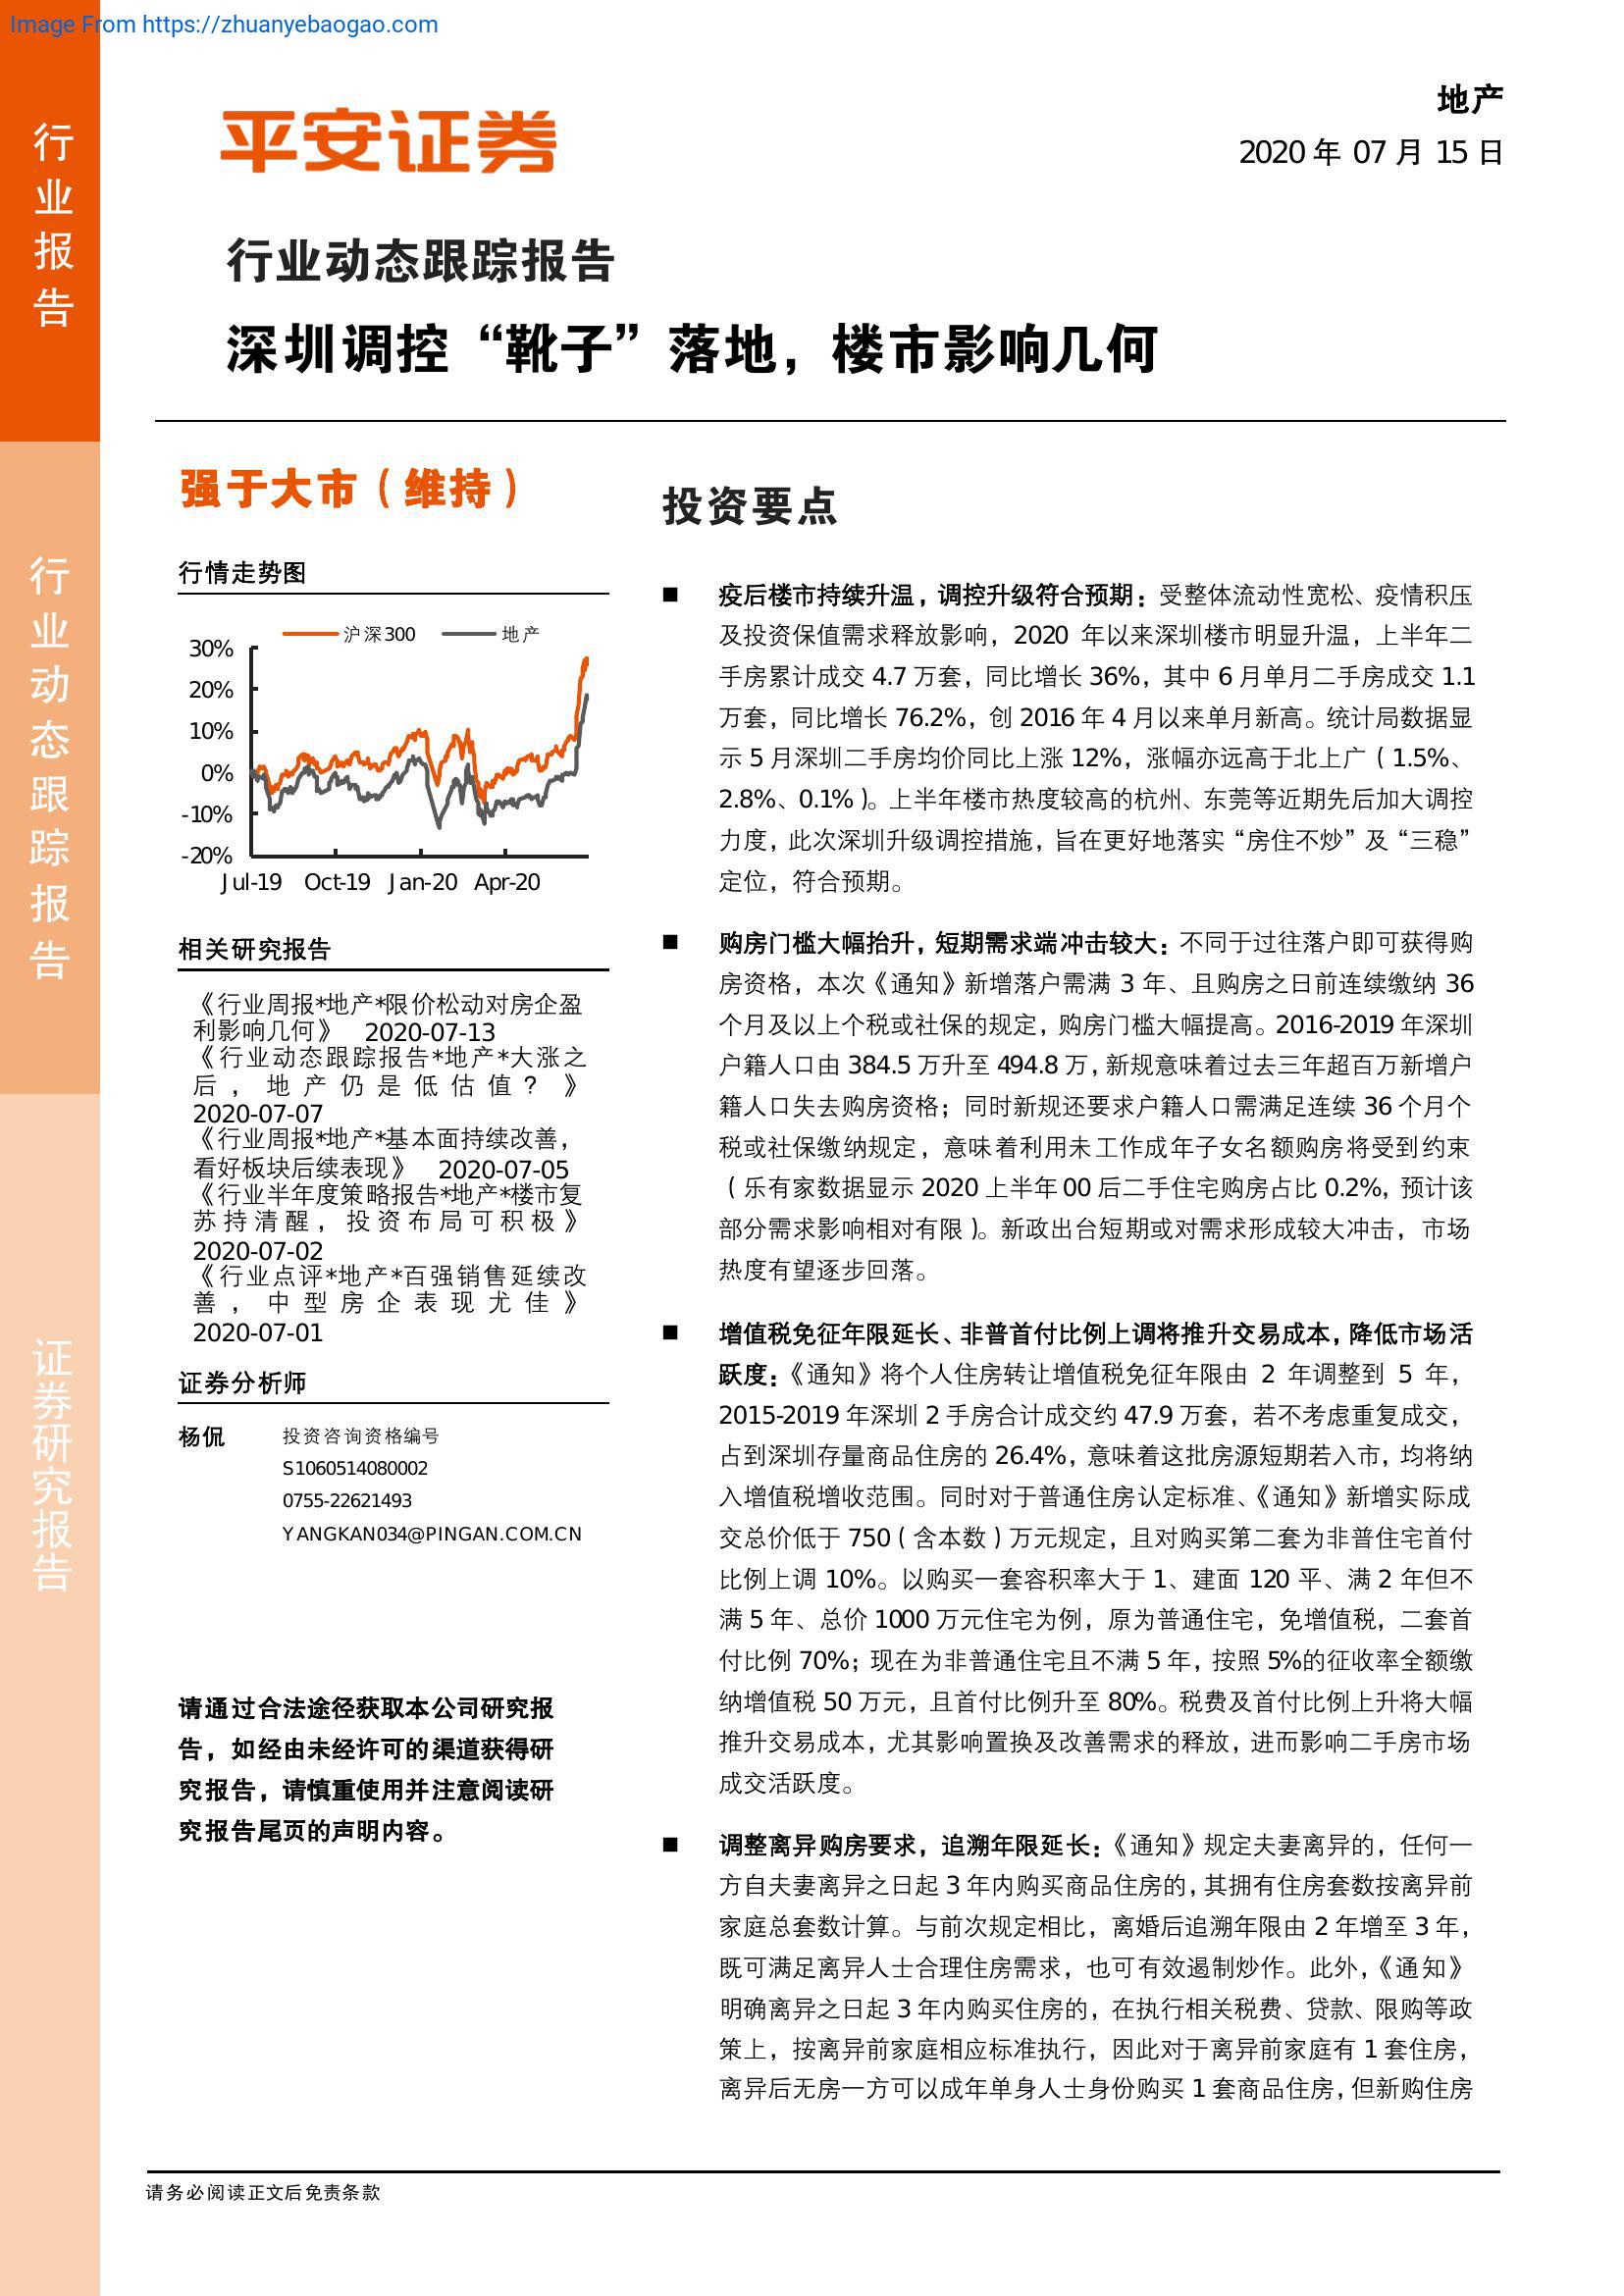 Image From https://zhuanyebaogao.com
行业报告
行业动态跟踪报告
证券研究报告
平安证券
地产
2020 年 07 月 15 日
行业动态跟踪报告
深圳调控“靴子”落地，楼市影响几何
强于大市（维持）
行情走势图
沪深300 地产
30%
20%
10%
0%
-10%
-20%
Jul-19 Oct-19 Jan-20 Apr-20
相关研究报告
《行业周报*地产*限价松动对房企盈
利影响几何》 2020-07-13
《行业动态跟踪报告*地产*大涨之
后，地产仍是低估值？》
2020-07-07
《行业周报*地产*基本面持续改善，
看好板块后续表现》 2020-07-05
《行业半年度策略报告*地产*楼市复
苏持清醒，投资布局可积极》
2020-07-02
《行业点评*地产*百强销售延续改
善，中型房企表现尤佳》
2020-07-01
证券分析师
杨侃 投资咨询资格编号
S1060514080002
0755-22621493
YANGKAN034@PINGAN.COM.CN
请通过合法途径获取本公司研究报
告，如经由未经许可的渠道获得研
究报告，请慎重使用并注意阅读研
究报告尾页的声明内容。
投资要点
■ 疫后楼市持续升温，调控升级符合预期：受整体流动性宽松、疫情积压
及投资保值需求释放影响，2020 年以来深圳楼市明显升温，上半年二
手房累计成交 4.7 万套，同比增长 36%，其中 6 月单月二手房成交 1.1
万套，同比增长 76.2%，创 2016 年 4 月以来单月新高。统计局数据显
示 5 月深圳二手房均价同比上涨 12%，涨幅亦远高于北上广（1.5%、
2.8%、0.1%）。上半年楼市热度较高的杭州、东莞等近期先后加大调控
力度，此次深圳升级调控措施，旨在更好地落实“房住不炒”及“三稳”
定位，符合预期。
■ 购房门槛大幅抬升，短期需求端冲击较大：不同于过往落户即可获得购
房资格，本次《通知》新增落户需满 3 年、且购房之日前连续缴纳 36
个月及以上个税或社保的规定，购房门槛大幅提高。2016-2019 年深圳
户籍人口由 384.5 万升至 494.8 万，新规意味着过去三年超百万新增户
籍人口失去购房资格；同时新规还要求户籍人口需满足连续 36 个月个
税或社保缴纳规定，意味着利用未工作成年子女名额购房将受到约束
（乐有家数据显示 2020 上半年 00 后二手住宅购房占比 0.2%，预计该
部分需求影响相对有限）。新政出台短期或对需求形成较大冲击，市场
热度有望逐步回落。
■ 增值税免征年限延长、非普首付比例上调将推升交易成本，降低市场活
跃度：《通知》将个人住房转让增值税免征年限由 2 年调整到 5 年，
2015-2019 年深圳 2 手房合计成交约 47.9 万套，若不考虑重复成交，
占到深圳存量商品住房的 26.4%，意味着这批房源短期若入市，均将纳
入增值税增收范围。同时对于普通住房认定标准、《通知》新增实际成
交总价低于 750（含本数）万元规定，且对购买第二套为非普住宅首付
比例上调 10%。以购买一套容积率大于 1、建面 120 平、满 2 年但不
满 5 年、总价 1000 万元住宅为例，原为普通住宅，免增值税，二套首
付比例 70%；现在为非普通住宅且不满 5 年，按照 5%的征收率全额缴
纳增值税 50 万元，且首付比例升至 80%。税费及首付比例上升将大幅
推升交易成本，尤其影响置换及改善需求的释放，进而影响二手房市场
成交活跃度。
■ 调整离异购房要求，追溯年限延长：《通知》规定夫妻离异的，任何一
方自夫妻离异之日起 3 年内购买商品住房的，其拥有住房套数按离异前
家庭总套数计算。与前次规定相比，离婚后追溯年限由 2 年增至 3 年，
既可满足离异人士合理住房需求，也可有效遏制炒作。此外，《通知》
明确离异之日起 3 年内购买住房的，在执行相关税费、贷款、限购等政
策上，按离异前家庭相应标准执行，因此对于离异前家庭有 1 套住房，
离异后无房一方可以成年单身人士身份购买 1 套商品住房，但新购住房
请务必阅读正文后免责条款